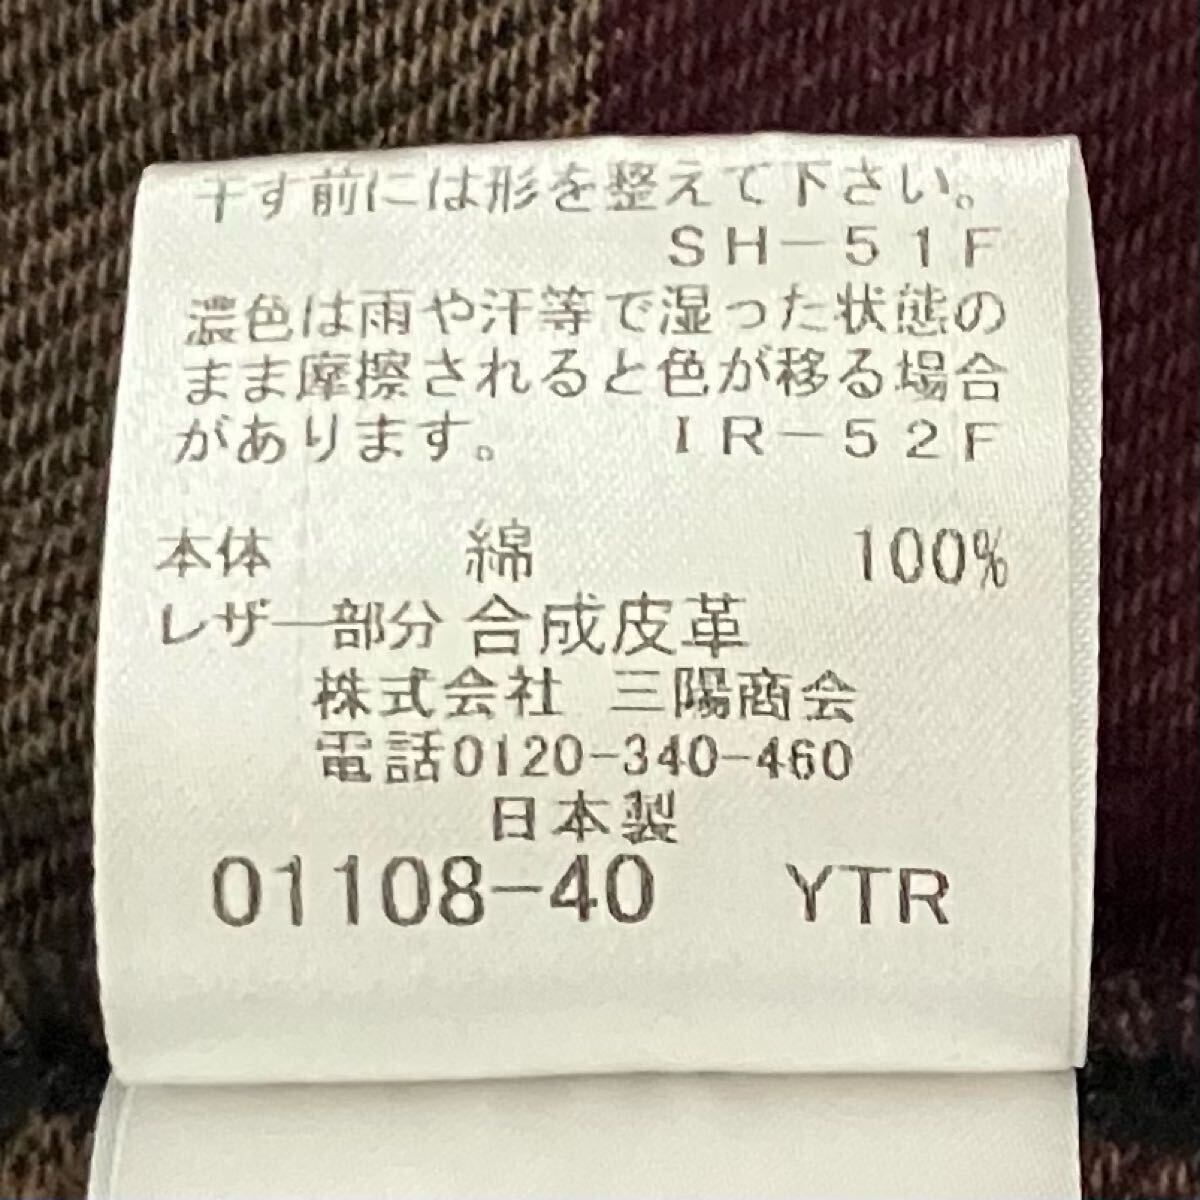 干す前には形を整えて下さい。
SH-51F
濃色は雨や汗等で湿った状態の
まま摩擦されると色が移る場合
があります。 IR-52F
本体 綿 100%
レザー部分 合成皮革
株式会社 三陽商会
電話0120-340-460
日本製
01108-40 YTR